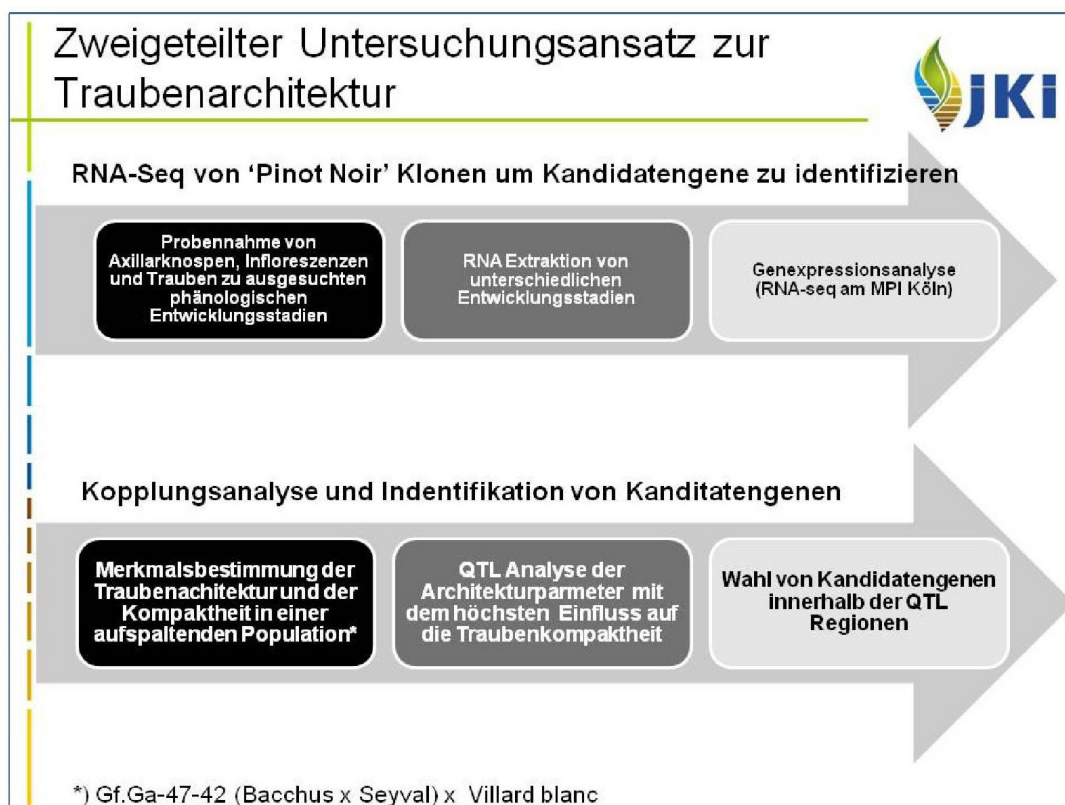 Zweigeteilter Untersuchungsansatz zur
Traubenarchitektur
JKI
RNA-Seq von ‘Pinot Noir’ Klonen um Kandidatengene zu identifizieren
Probennahme von
Axillarknospen, Infloreszenzen
und Trauben zu ausgesuchten
phänologischen
Entwicklungsstadien
RNA Extraktion von
unterschiedlichen
Entwicklungsstadien
Genexpressionsanalyse
(RNA-seq am MPI Köln)
Kopplungsanalyse und Indentifikation von Kanditatengenen
Merkmalsbestimmung der
Traubenachitektur und der
Kompaktheit in einer
aufspaltenden Population*
QTL Analyse der
Architekturparmeter mit
dem höchsten Einfluss auf
die Traubenkompaktheit
Wahl von Kandidatengenen
innerhalb der QTL
Regionen
*) Gf.Ga-47-42 (Bacchus x Seyval) x Villard blanc